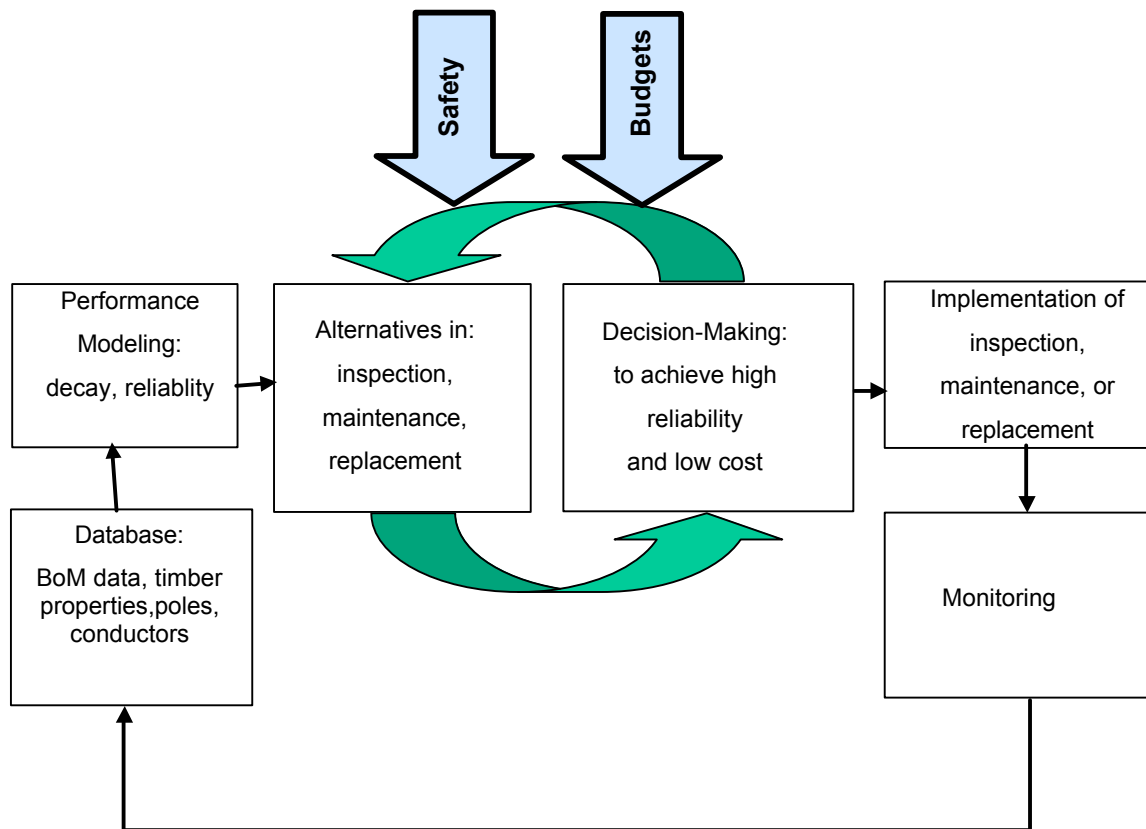 Safety
Budgets
Performance
Modeling:
decay, reliablity
Alternatives in:
inspection,
maintenance,
replacement
Decision-Making:
to achieve high
reliability
and low cost
Implementation of
inspection,
maintenance, or
replacement
Database:
BoM data, timber
properties,poles,
conductors
Monitoring